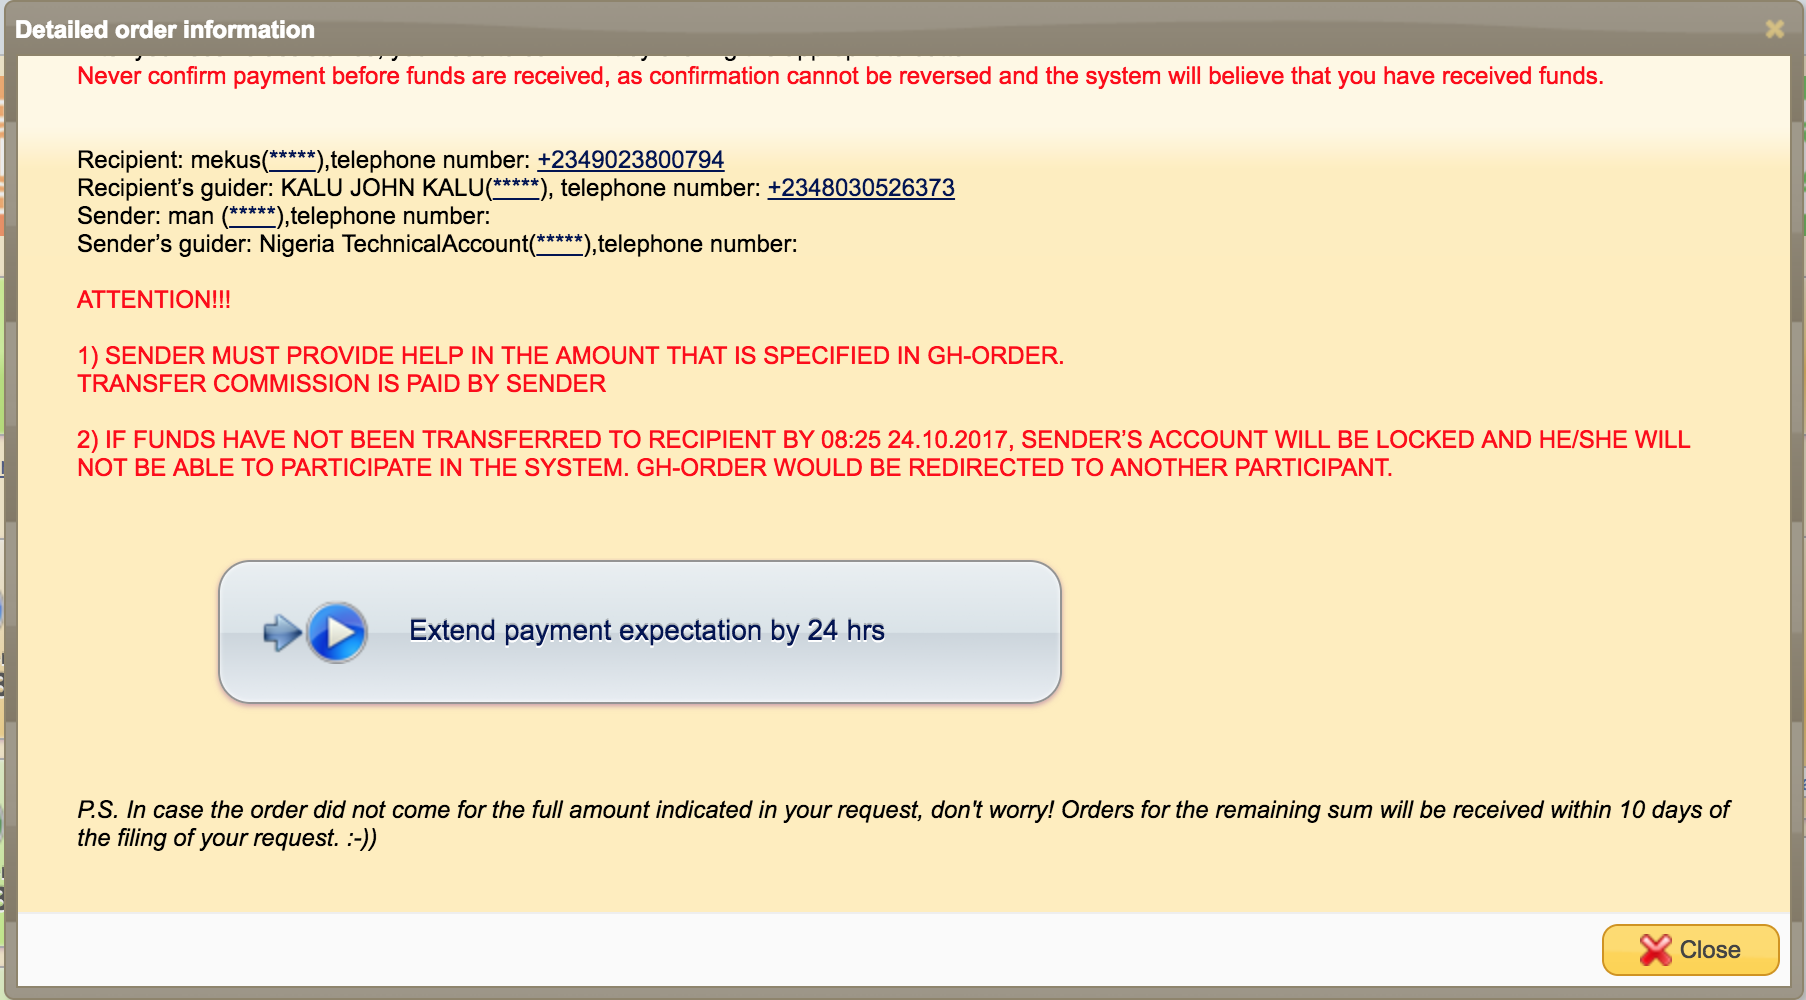 Detailed order information
Never confirm payment before funds are received, as confirmation cannot be reversed and the system will believe that you have received funds.
Recipient: mekus(*****),telephone number: +2349023800794
Recipient’s guider: KALU JOHN KALU(*****), telephone number: +2348030526373
Sender: man (*****),telephone number:
Sender’s guider: Nigeria TechnicalAccount(*****),telephone number:
ATTENTION!!!
1) SENDER MUST PROVIDE HELP IN THE AMOUNT THAT IS SPECIFIED IN GH-ORDER.
TRANSFER COMMISSION IS PAID BY SENDER
2) IF FUNDS HAVE NOT BEEN TRANSFERRED TO RECIPIENT BY 08:25 24.10.2017, SENDER’S ACCOUNT WILL BE LOCKED AND HE/SHE WILL
NOT BE ABLE TO PARTICIPATE IN THE SYSTEM. GH-ORDER WOULD BE REDIRECTED TO ANOTHER PARTICIPANT.
Extend payment expectation by 24 hrs
P.S. In case the order did not come for the full amount indicated in your request, don't worry! Orders for the remaining sum will be received within 10 days of
the filing of your request. :-))
Close